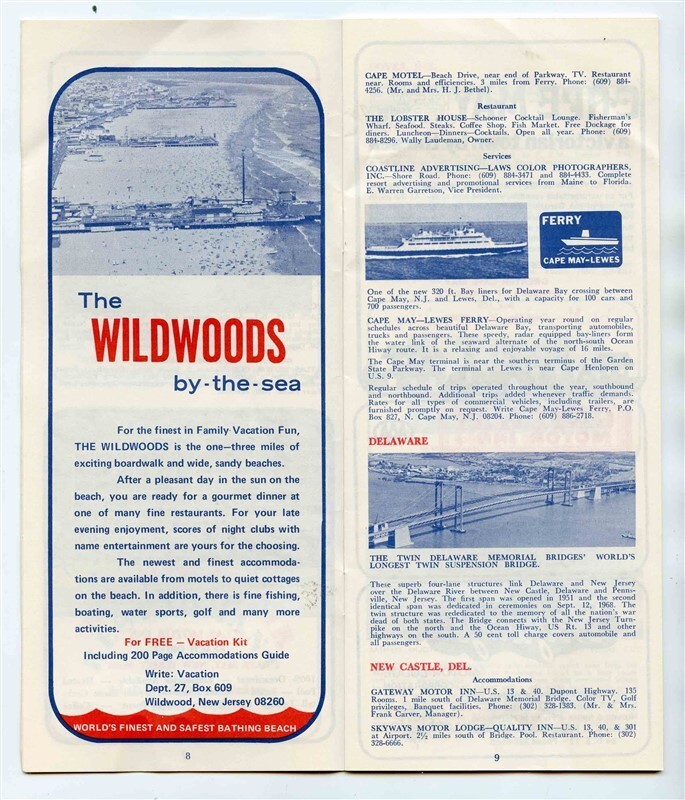 The
WILDWOODS
by-the-sea
For the finest in Family Vacation Fun,
THE WILDWOODS is the one—three miles of
exciting boardwalk and wide, sandy beaches.
After a pleasant day in the sun on the
beach, you are ready for a gourmet dinner at
one of many fine restaurants. For your late
evening enjoyment, scores of night clubs with
name entertainment are yours for the choosing.
The newest and finest accommoda-
tions are available from motels to quiet cottages
on the beach. In addition, there is fine fishing,
boating, water sports, golf and many more
activities.
For FREE — Vacation Kit
Including 200 Page Accommodations Guide
Write: Vacation
Dept. 27, Box 609
Wildwood, New Jersey 08260
WORLD'S FINEST AND SAFEST BATHING BEACH
8
CAPE MOTEL—Beach Drive, near end of Parkway. TV. Restaurant
near. Rooms and efficiencies. 3 miles from Ferry. Phone: (609) 884-
4256. (Mr. and Mrs. H. J. Bethel).
Restaurant
THE LOBSTER HOUSE—Schooner Cocktail Lounge. Fisherman's
Wharf. Seafood. Steaks. Coffee Shop. Fish Market. Free Dockage for
diners. Luncheon—Dinners—Cocktails. Open all year. Phone: (609)
884-8296. Wally Laudeman, Owner.
Services
COASTLINE ADVERTISING—LAWS COLOR PHOTOGRAPHERS,
INC.—Shore Road. Phone: (609) 884-3471 and 884-4433. Complete
resort advertising and promotional services from Maine to Florida.
E. Warren Garretson, Vice President.
FERRY
CAPE MAY–LEWES
One of the new 320 ft. Bay liners for Delaware Bay crossing between
Cape May, N.J. and Lewes, Del., with a capacity for 100 cars and
700 passengers.
CAPE MAY—LEWES FERRY—Operating year round on regular
schedules across beautiful Delaware Bay, transporting automobiles,
trucks and passengers. These speedy, radar equipped bay-liners form
the water link of the seaward alternate of the north-south Ocean
Hiway route. It is a relaxing and enjoyable voyage of 16 miles.
The Cape May terminal is near the southern terminus of the Garden
State Parkway. The terminal at Lewes is near Cape Henlopen on
U.S. 9.
Regular schedule of trips operated throughout the year, southbound
and northbound. Additional trips added whenever traffic demands.
Rates for all types of commercial vehicles, including trailers, are
furnished promptly on request. Write Cape May-Lewes Ferry, P.O.
Box 827, N. Cape May, N.J. 08204. Phone: (609) 886-2718.
DELAWARE
THE TWIN DELAWARE MEMORIAL BRIDGES' WORLD'S
LONGEST TWIN SUSPENSION BRIDGE.
These superb four-lane structures link Delaware and New Jersey
over the Delaware River between New Castle, Delaware and Penns-
ville, New Jersey. The first span was opened in 1951 and the second
identical span was dedicated in ceremonies on Sept. 12, 1968. The
twin structure was rededicated to the memory of all the nation's war
dead of both states. The Bridge connects with the New Jersey Turn-
pike on the north and the Ocean Hiway, US Rt. 13 and other
highways on the south. A 50 cent toll charge covers automobile and
all passengers.
NEW CASTLE, DEL.
Accommodations
GATEWAY MOTOR INN—U.S. 13 & 40. Dupont Highway. 135
Rooms. 1 mile south of Delaware Memorial Bridge. Color TV, Golf
privileges, Banquet facilities. Phone: (302) 328-1383. (Mr. & Mrs.
Frank Carver, Manager).
SKYWAYS MOTOR LODGE—QUALITY INN—U.S. 13, 40, & 301
at Airport. 2½ miles south of Bridge. Pool. Restaurant. Phone: (302)
328-6666.
9